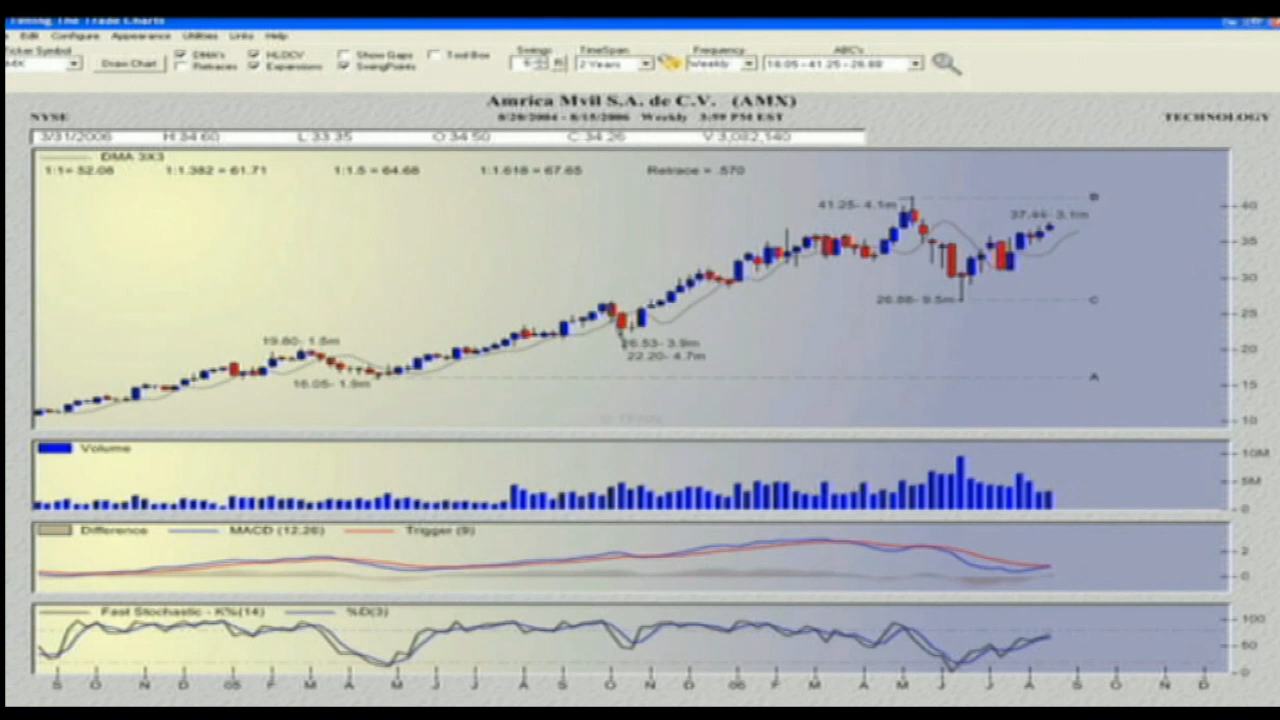 Timing The Trade Charts
Edit Configure Appearance Utilities Links Help
Ticker Symbol
Draw Chart
DMA's
Retraces
HLOCV
Expansions
Show Gaps
SwingPoints
Tool Box
Swings
TimeSpan
2 Years
Frequency
Weekly
ABC's
16.05 - 41.25 - 26.88
Amrica Mvil S.A. de C.V. (AMX)
NYSE
8/20/2004 - 8/15/2006 Weekly 3:59 PM EST
TECHNOLOGY
3/31/2006 H:34.60 L:33.35 O:34.50 C:34.26 V:3,082,140
DMA 3X3
1:1= 52.08 1:1.382 = 61.71 1:1.5 = 64.68 1:1.618 = 67.65 Retrace = .570
41.25- 4.1m
B
37.44- 3.1m
40
35
30
26.88- 9.5m
C
25
19.80- 1.5m
26.53- 3.9m
22.20- 4.7m
20
16.05- 1.9m
A
15
10
Volume
10M
5M
0
Difference MACD (12,26) Trigger (9)
2
0
Fast Stochastic - K%(14) %D(3)
100
50
0
S O N D 05 F M A M J J A S O N D 06 F M A M J J A S O N D